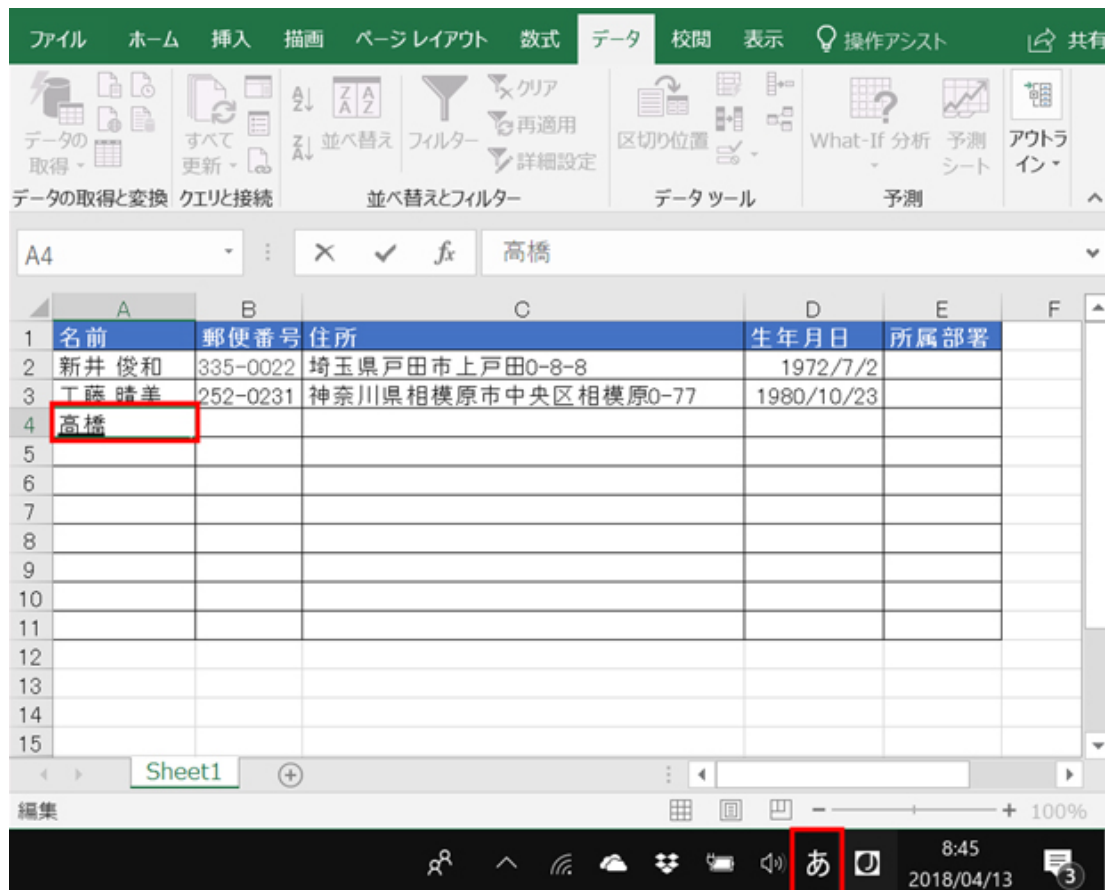 ファイル ホーム 挿入 描画 ページ レイアウト 数式 データ 校閲 表示 操作アシスト 共有
データの取得 すべて更新 並べ替え フィルター クリア 再適用 詳細設定 区切り位置 What-If 分析 予測シート アウトライン
データの取得と変換 クエリと接続 並べ替えとフィルター データ ツール 予測
A4 fx 高橋
A B C D E F
1 名前 郵便番号 住所 生年月日 所属部署
2 新井 俊和 335-0022 埼玉県戸田市上戸田0-8-8 1972/7/2
3 工藤 晴美 252-0231 神奈川県相模原市中央区相模原0-77 1980/10/23
4 高橋
5
6
7
8
9
10
11
12
13
14
15
Sheet1
編集 100%
あ 8:45
2018/04/13 3